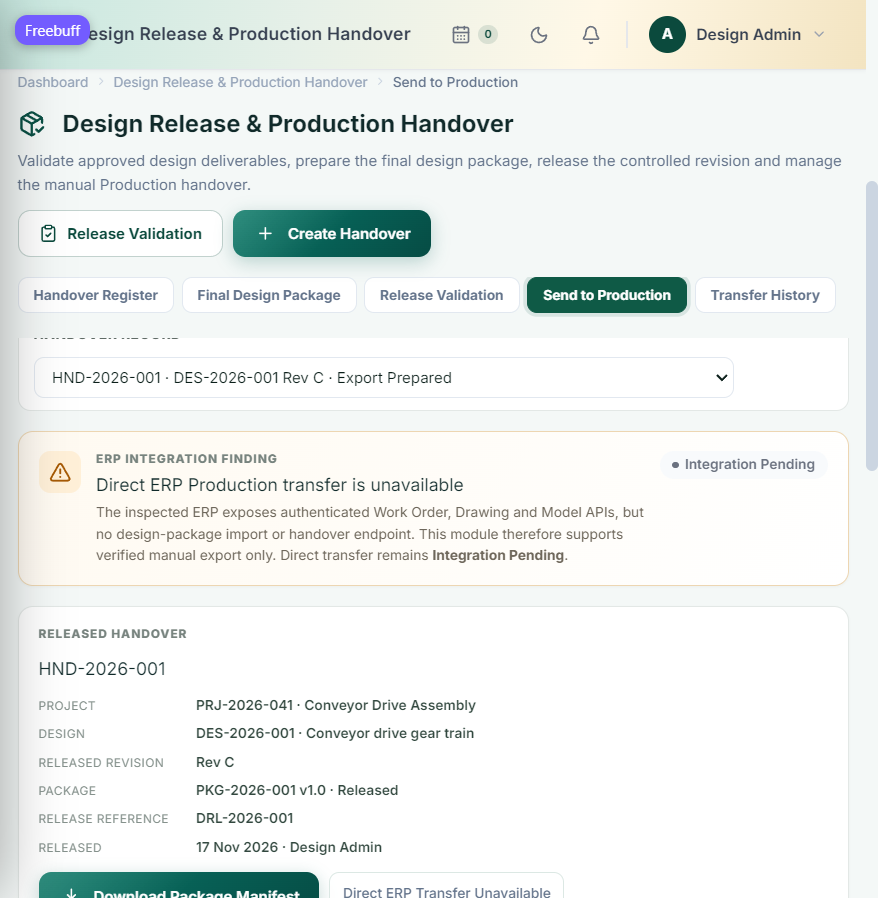 Freebuff
esign Release & Production Handover
0
A
Design Admin
Dashboard
Design Release & Production Handover
Send to Production
Design Release & Production Handover
Validate approved design deliverables, prepare the final design package, release the controlled revision and manage
the manual Production handover.
Release Validation
Create Handover
Handover Register
Final Design Package
Release Validation
Send to Production
Transfer History
HANDOVER RECORD
HND-2026-001 · DES-2026-001 Rev C · Export Prepared
ERP INTEGRATION FINDING
Integration Pending
Direct ERP Production transfer is unavailable
The inspected ERP exposes authenticated Work Order, Drawing and Model APIs, but
no design-package import or handover endpoint. This module therefore supports
verified manual export only. Direct transfer remains Integration Pending.
RELEASED HANDOVER
HND-2026-001
PROJECT PRJ-2026-041 · Conveyor Drive Assembly
DESIGN DES-2026-001 · Conveyor drive gear train
RELEASED REVISION Rev C
PACKAGE PKG-2026-001 v1.0 · Released
RELEASE REFERENCE DRL-2026-001
RELEASED 17 Nov 2026 · Design Admin
Download Package Manifest
Direct ERP Transfer Unavailable